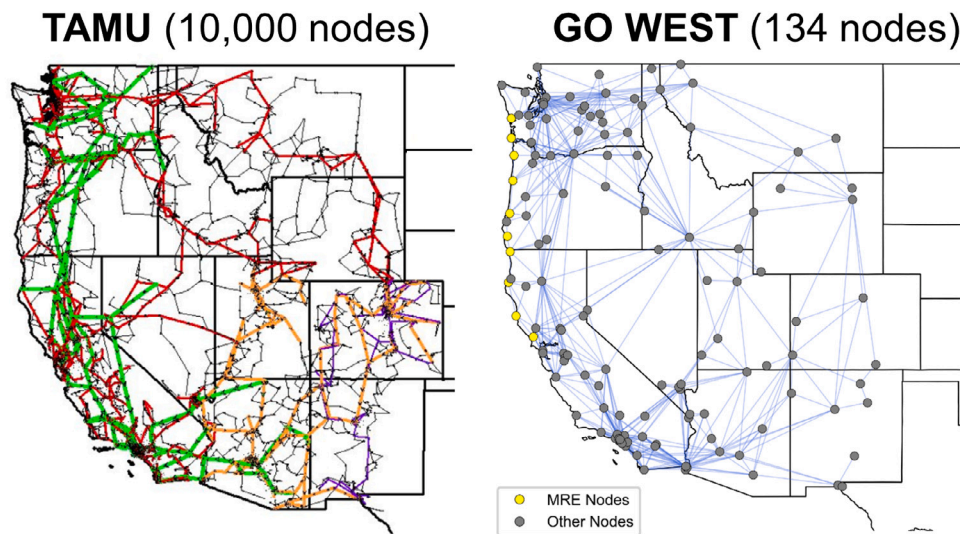 TAMU (10,000 nodes)
GO WEST (134 nodes)
MRE Nodes
Other Nodes